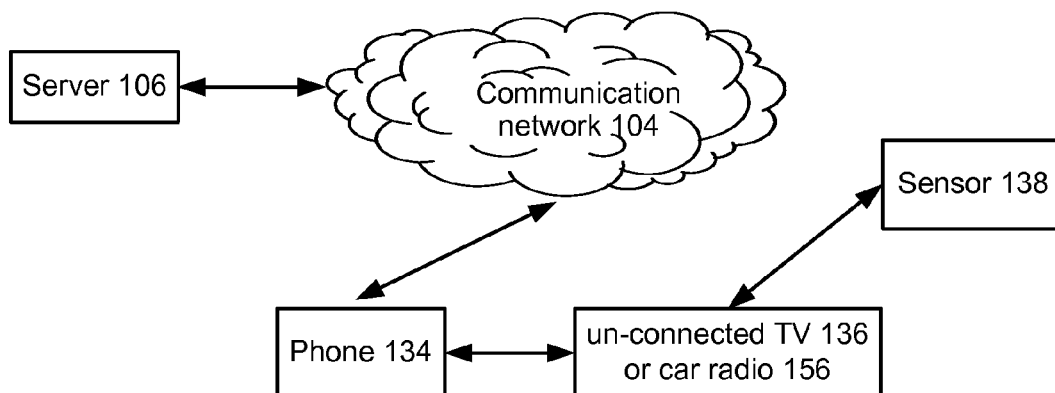 Server 106
Communication
network 104
Sensor 138
Phone 134
un-connected TV 136
or car radio 156